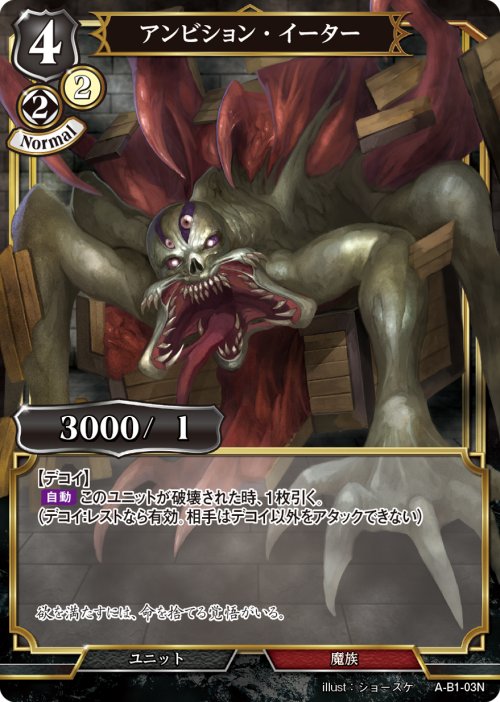 4
アンビション・イーター
2
2
Normal
3000/ 1
【デコイ】
自動 このユニットが破壊された時、1枚引く。
(デコイ:レストなら有効。相手はデコイ以外をアタックできない)
欲を満たすには、命を捨てる覚悟がいる。
ユニット
魔族
illust：ショースケ A-B1-03N